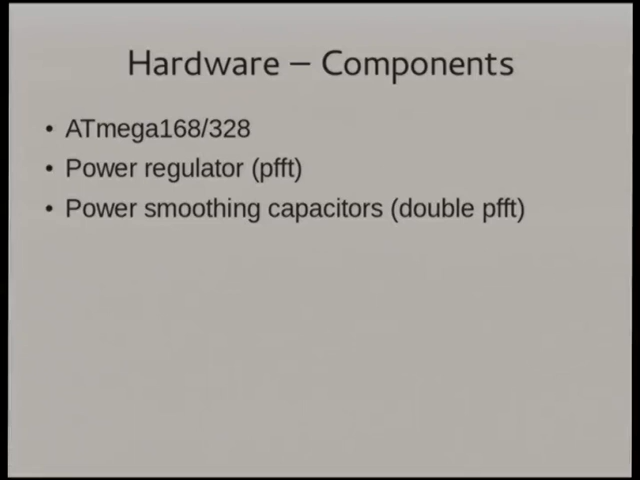 Hardware – Components
• ATmega168/328
• Power regulator (pfft)
• Power smoothing capacitors (double pfft)